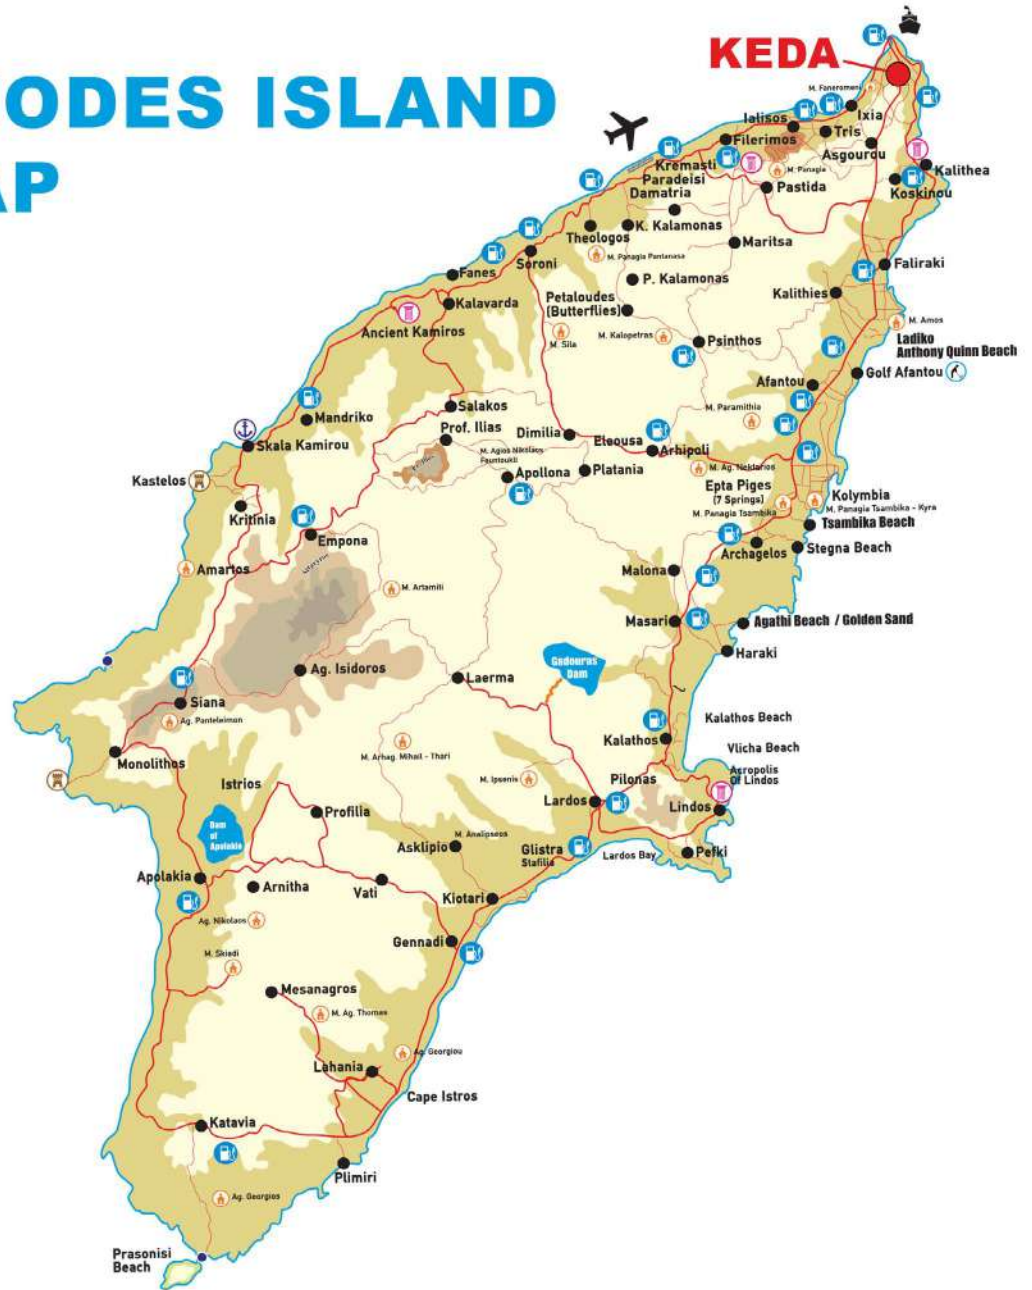 ODES ISLAND
AP
KEDA
M. Faneromeni
Ixia
Ialisos
Tris
Filerimos
Asgourou
Kremasti
Paradeisi
Damatria
M. Panagia
Pastida
Kalithea
Koskinou
K. Kalamonas
Theologos
Maritsa
M. Panagia Pantanasa
Soroni
Fanes
Faliraki
P. Kalamonas
Kalithies
Kalavarda
Petaloudes
(Butterflies)
Ancient Kamiros
M. Sila
M. Kalopetras
Psinthos
M. Amos
Ladiko
Anthony Quinn Beach
Golf Afantou
Afantou
Salakos
Mandriko
M. Paramithia
Prof. Ilias
Dimilia
Eleousa
Skala Kamirou
Arhipoli
M. Agios Nikolaos
Fountoukli
Apollona
Platania
M. Ag. Nektarios
Kastelos
Epta Piges
(7 Springs)
Kolymbia
Kritinia
M. Panagia Tsambika
M. Panagia Tsambika - Kyra
Tsambika Beach
Empona
Archagelos
Stegna Beach
Amartos
Malona
M. Artamiti
Masari
Agathi Beach / Golden Sand
Haraki
Ag. Isidoros
Laerma
Gadouras
Dam
Siana
Ag. Panteleimon
Kalathos Beach
Kalathos
Vlicha Beach
Monolithos
M. Arhag. Mihail - Thari
Acropolis
Of Lindos
Istrios
M. Ipsenis
Pilonas
Lardos
Lindos
Profilia
Dam
of
Apolakia
M. Analipseos
Asklipio
Glistra
Stafilia
Lardos Bay
Pefki
Apolakia
Arnitha
Vati
Kiotari
Ag. Nikolaos
Gennadi
M. Skiadi
Mesanagros
M. Ag. Thomas
Ag. Georgiou
Lahania
Cape Istros
Katavia
Plimiri
Ag. Georgios
Prasonisi
Beach